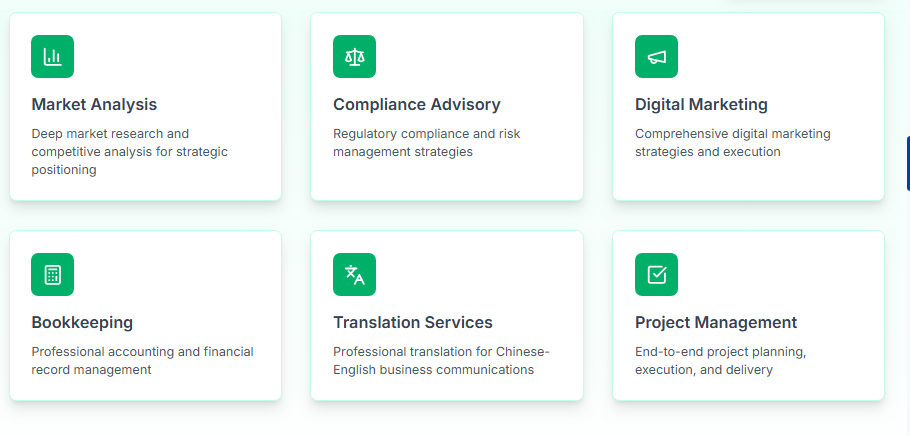 Market Analysis
Deep market research and
competitive analysis for strategic
positioning
Compliance Advisory
Regulatory compliance and risk
management strategies
Digital Marketing
Comprehensive digital marketing
strategies and execution
Bookkeeping
Professional accounting and financial
record management
Translation Services
Professional translation for Chinese-
English business communications
Project Management
End-to-end project planning,
execution, and delivery